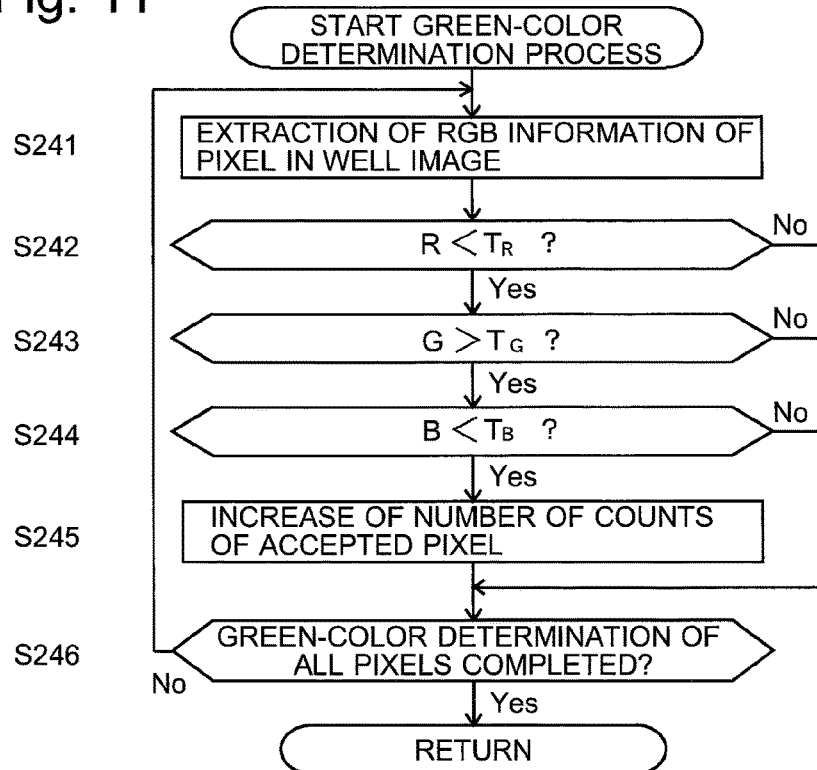 Fig. 11
START GREEN-COLOR
DETERMINATION PROCESS
S241
EXTRACTION OF RGB INFORMATION OF
PIXEL IN WELL IMAGE
S242
R < TR ?
No
Yes
S243
G > TG ?
No
Yes
S244
B < TB ?
No
Yes
S245
INCREASE OF NUMBER OF COUNTS
OF ACCEPTED PIXEL
S246
GREEN-COLOR DETERMINATION OF
ALL PIXELS COMPLETED?
No
Yes
RETURN